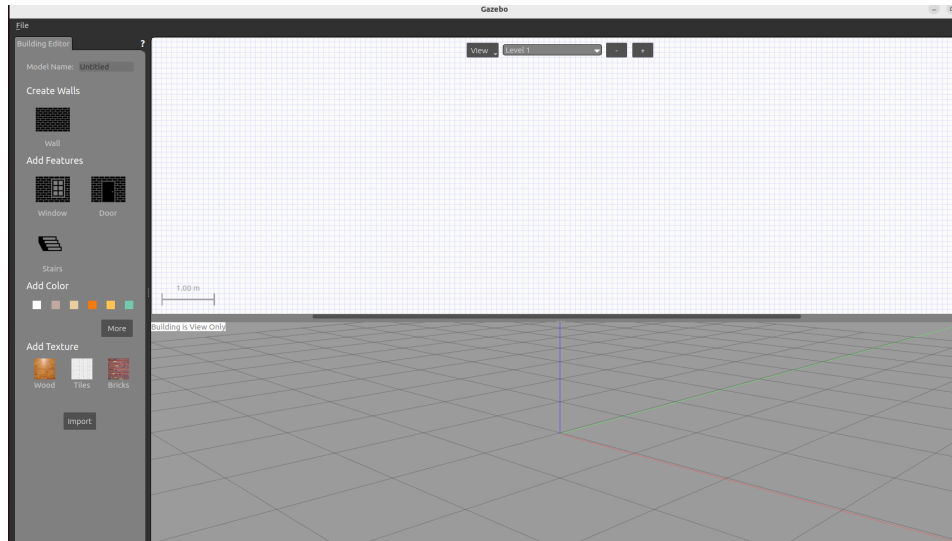 Gazebo
File
Building Editor
?
Model Name: Untitled
Create Walls
Wall
Add Features
Window Door
Stairs
Add Color
More
Add Texture
Wood Tiles Bricks
Import
View Level 1 - +
1.00 m
Building is View Only